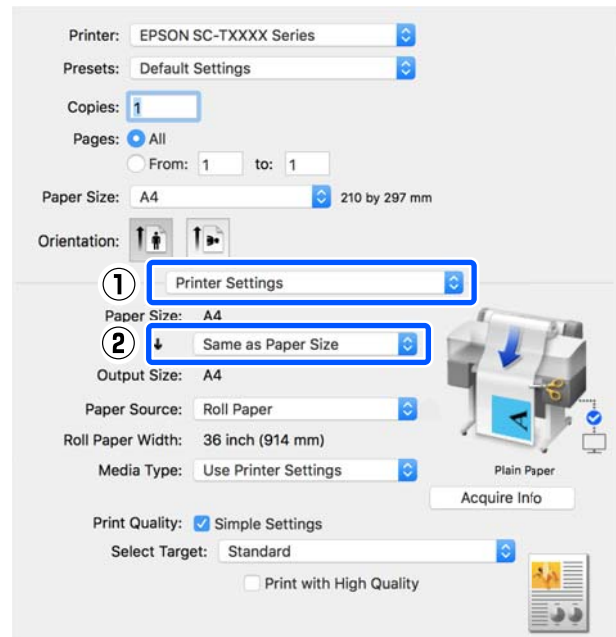 Printer: EPSON SC-TXXXX Series
Presets: Default Settings
Copies: 1
Pages: All
From: 1 to: 1
Paper Size: A4 210 by 297 mm
Orientation:
① Printer Settings
Paper Size: A4
② Same as Paper Size
Output Size: A4
Paper Source: Roll Paper
Roll Paper Width: 36 inch (914 mm)
Media Type: Use Printer Settings
Plain Paper
Acquire Info
Print Quality: Simple Settings
Select Target: Standard
Print with High Quality